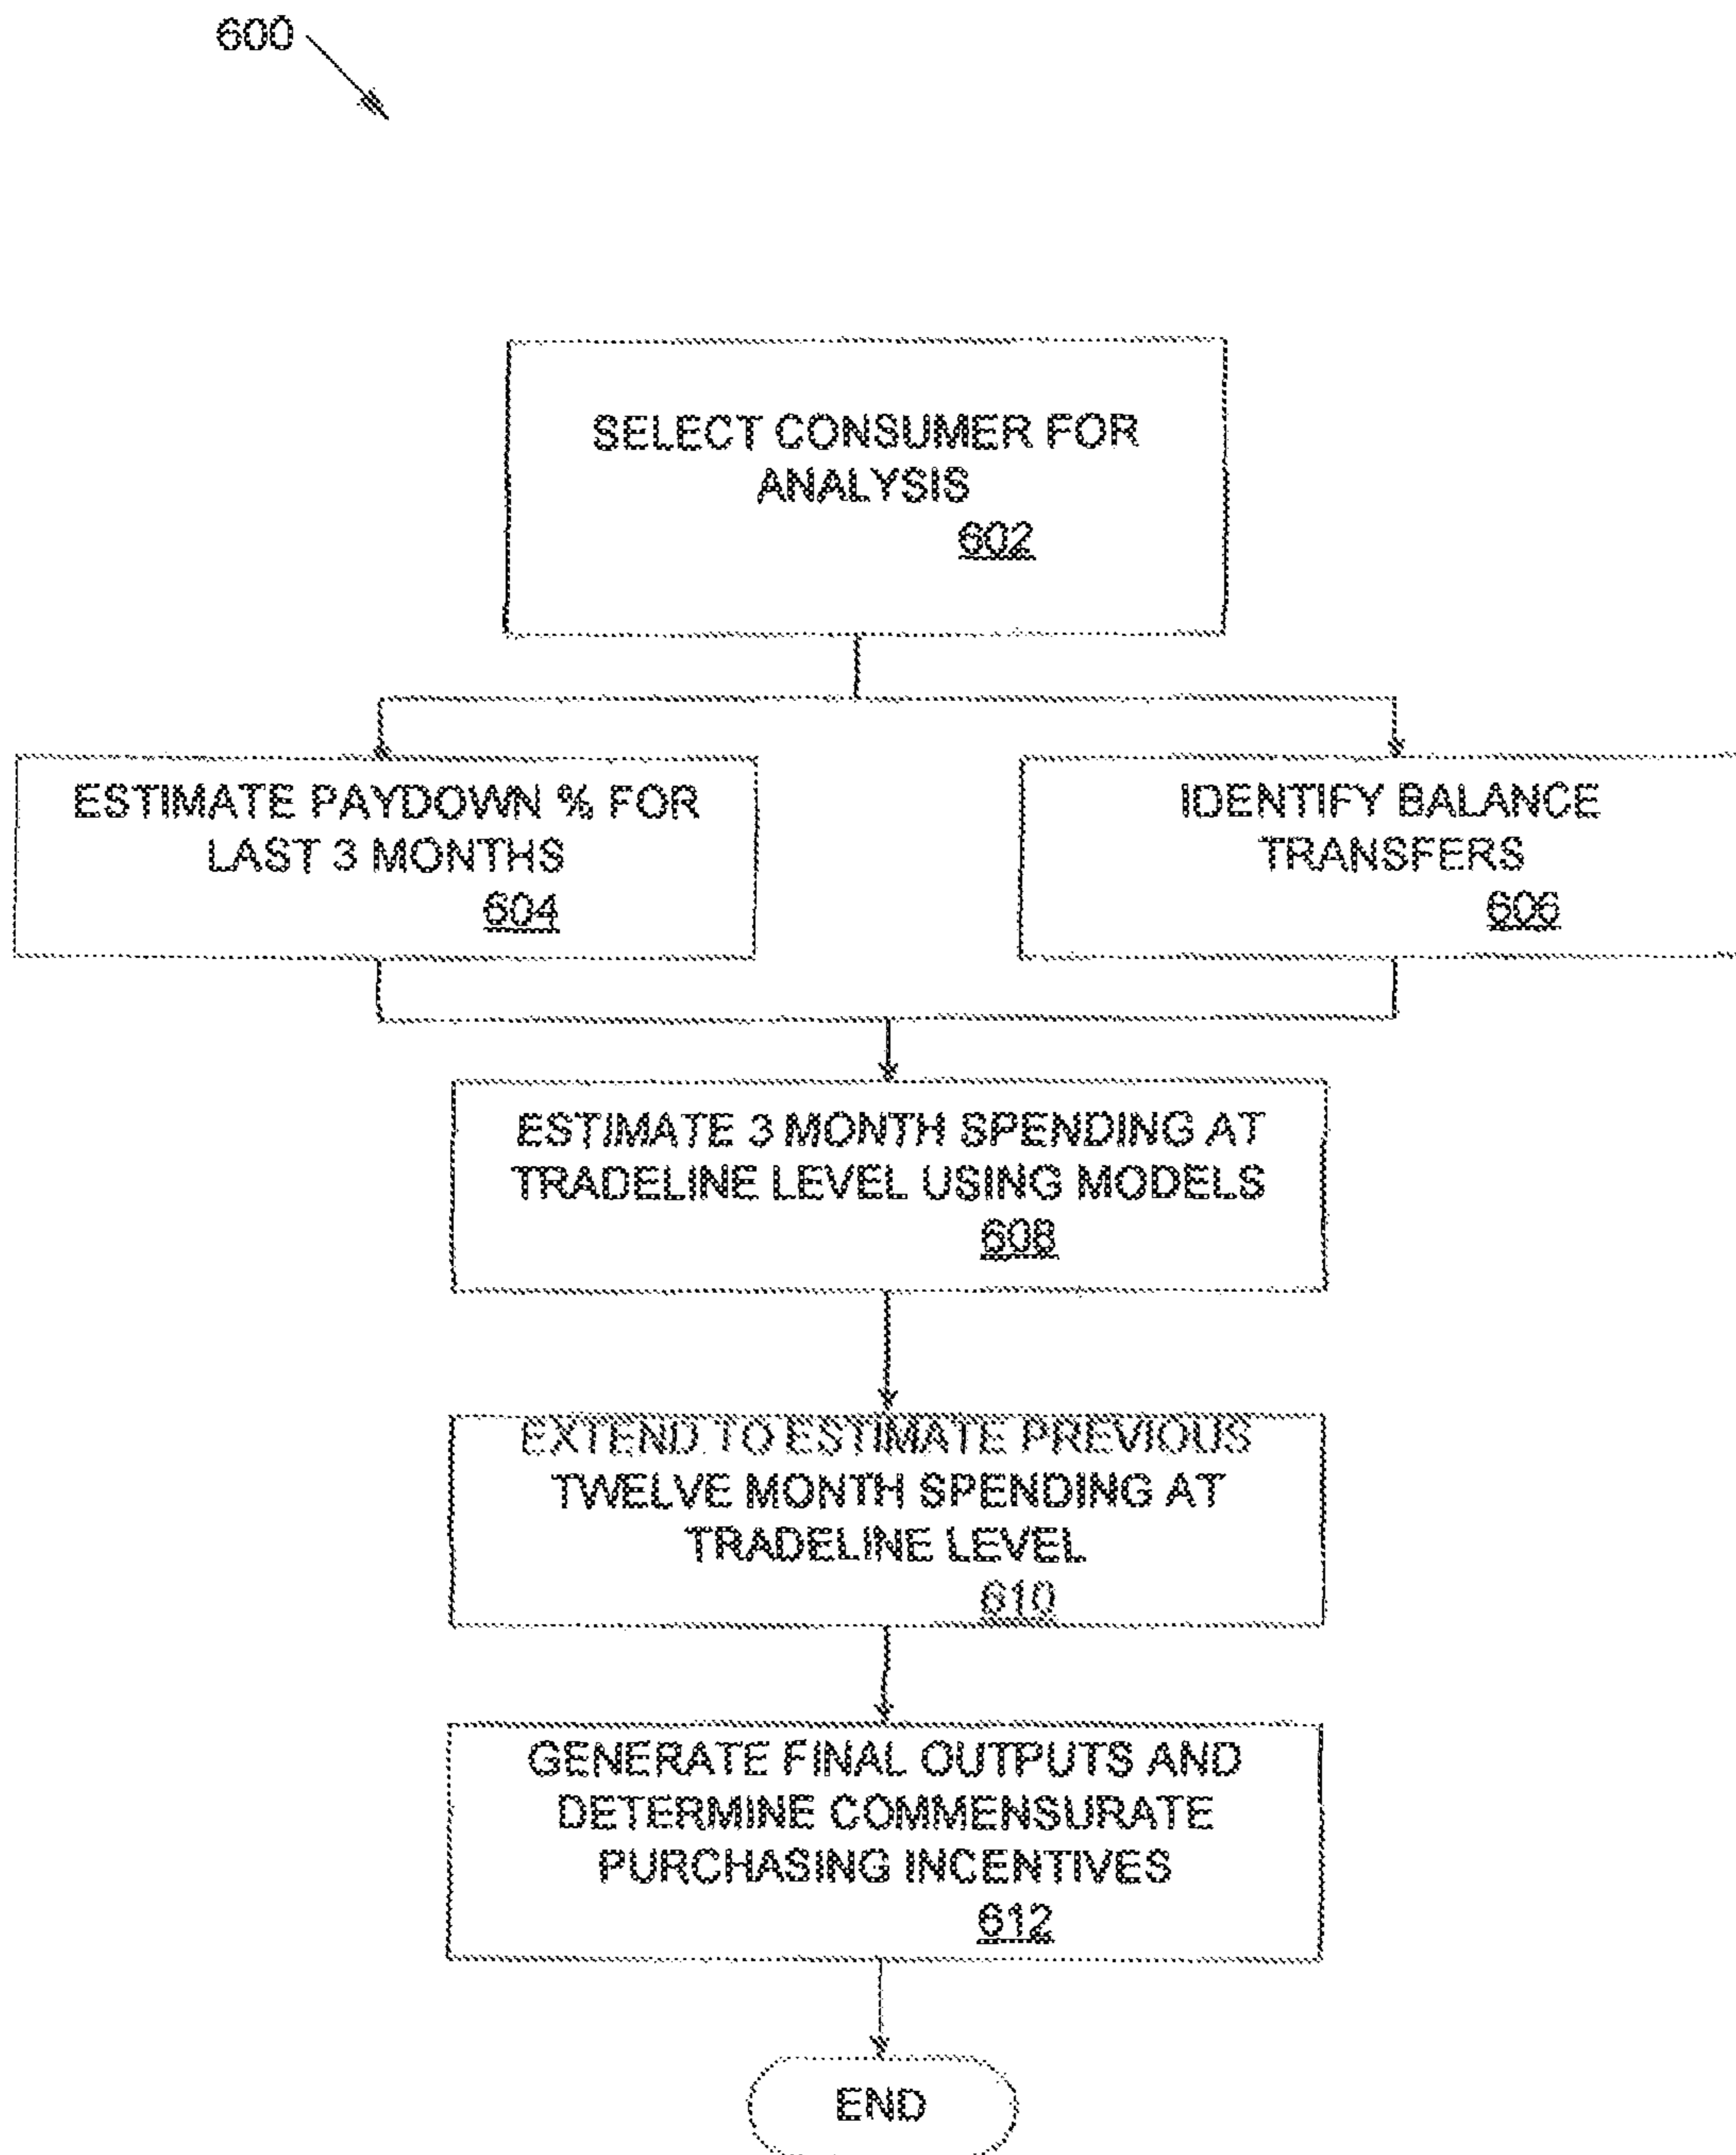 600
SELECT CONSUMER FOR
ANALYSIS
602
ESTIMATE PAYDOWN % FOR
LAST 3 MONTHS
604
IDENTIFY BALANCE
TRANSFERS
606
ESTIMATE 3 MONTH SPENDING AT
TRADELINE LEVEL USING MODELS
608
EXTEND TO ESTIMATE PREVIOUS
TWELVE MONTH SPENDING AT
TRADELINE LEVEL
610
GENERATE FINAL OUTPUTS AND
DETERMINE COMMENSURATE
PURCHASING INCENTIVES
612
END